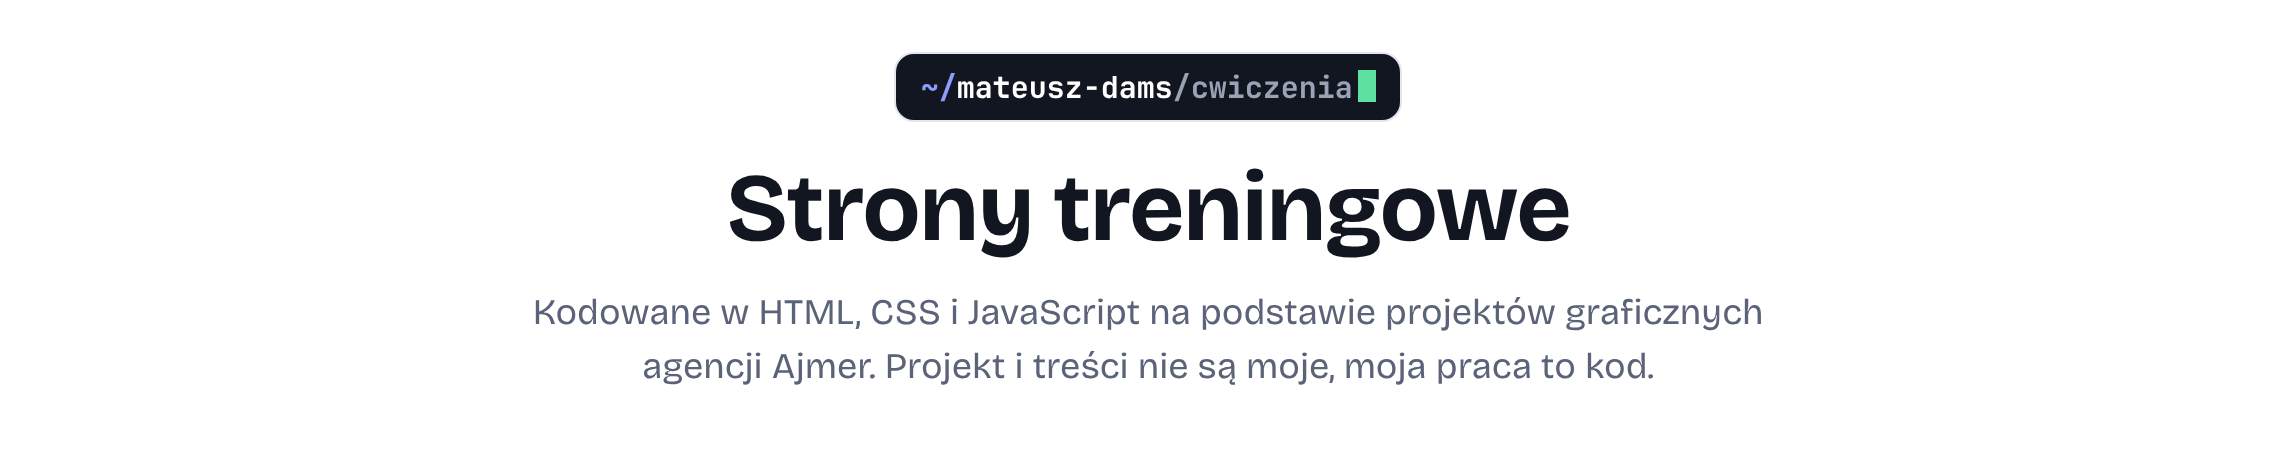 ~/mateusz-dams/cwiczenia
Strony treningowe
Kodowane w HTML, CSS i JavaScript na podstawie projektów graficznych
agencji Ajmer. Projekt i treści nie są moje, moja praca to kod.